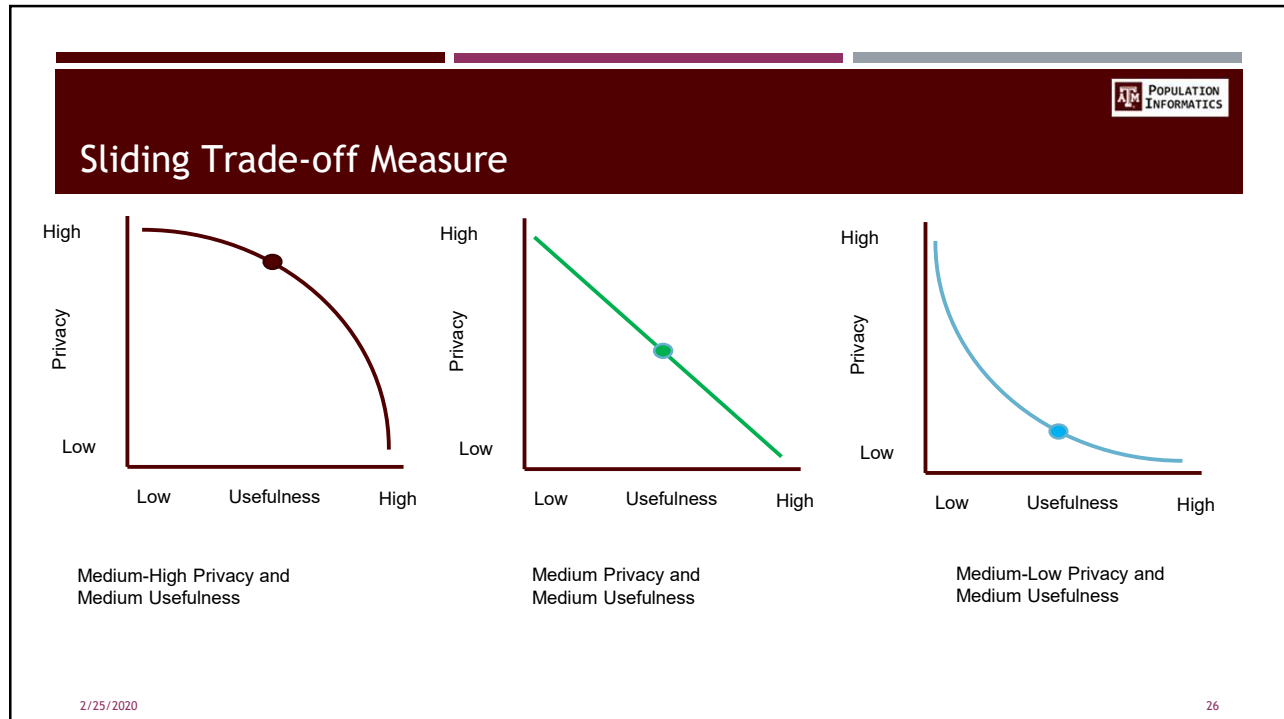 ATM POPULATION
INFORMATICS
Sliding Trade-off Measure
High
Privacy
Low
Low Usefulness High
Medium-High Privacy and
Medium Usefulness
High
Privacy
Low
Low Usefulness High
Medium Privacy and
Medium Usefulness
High
Privacy
Low
Low Usefulness High
Medium-Low Privacy and
Medium Usefulness
2/25/2020
26